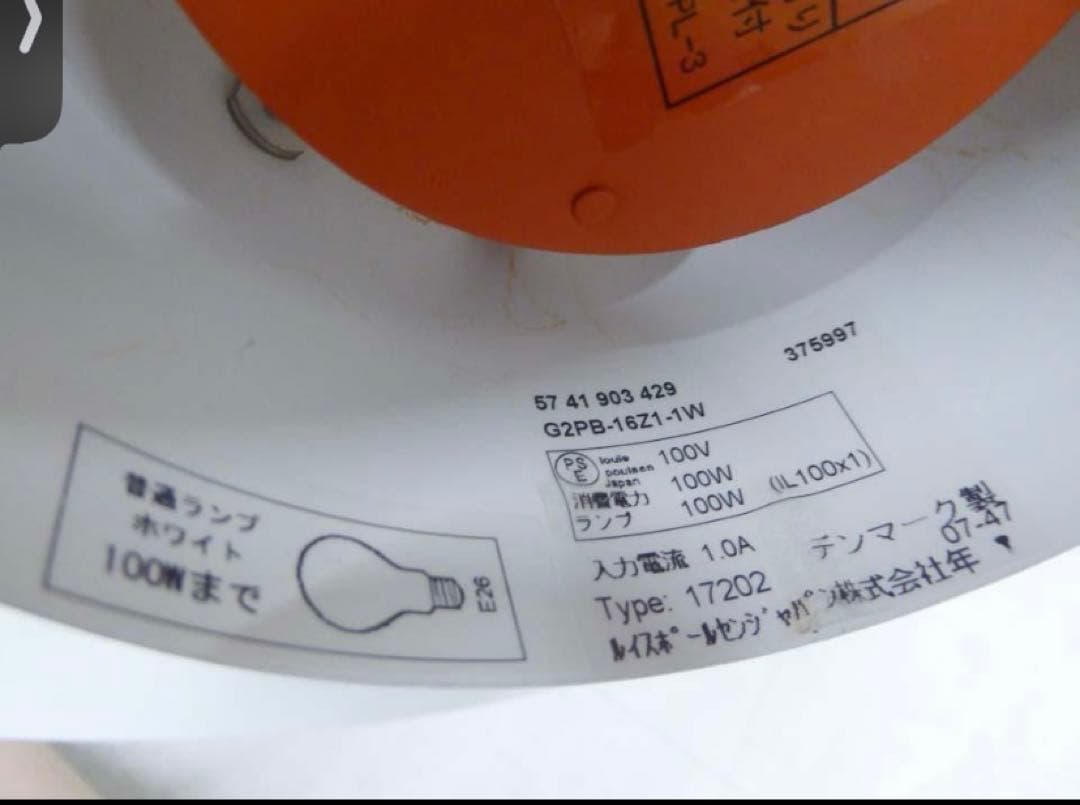 り
付
PL-3
375997
57 41 903 429
G2PB-16Z1-1W
PS E louis poulsen Japan 100V
消費電力 100W
ランプ 100W (IL100x1)
入力電流 1.0A デンマーク製
Type: 17202 07-47
ルイスポールセンジャパン株式会社年
普通ランプ
ホワイト
100Wまで
E26